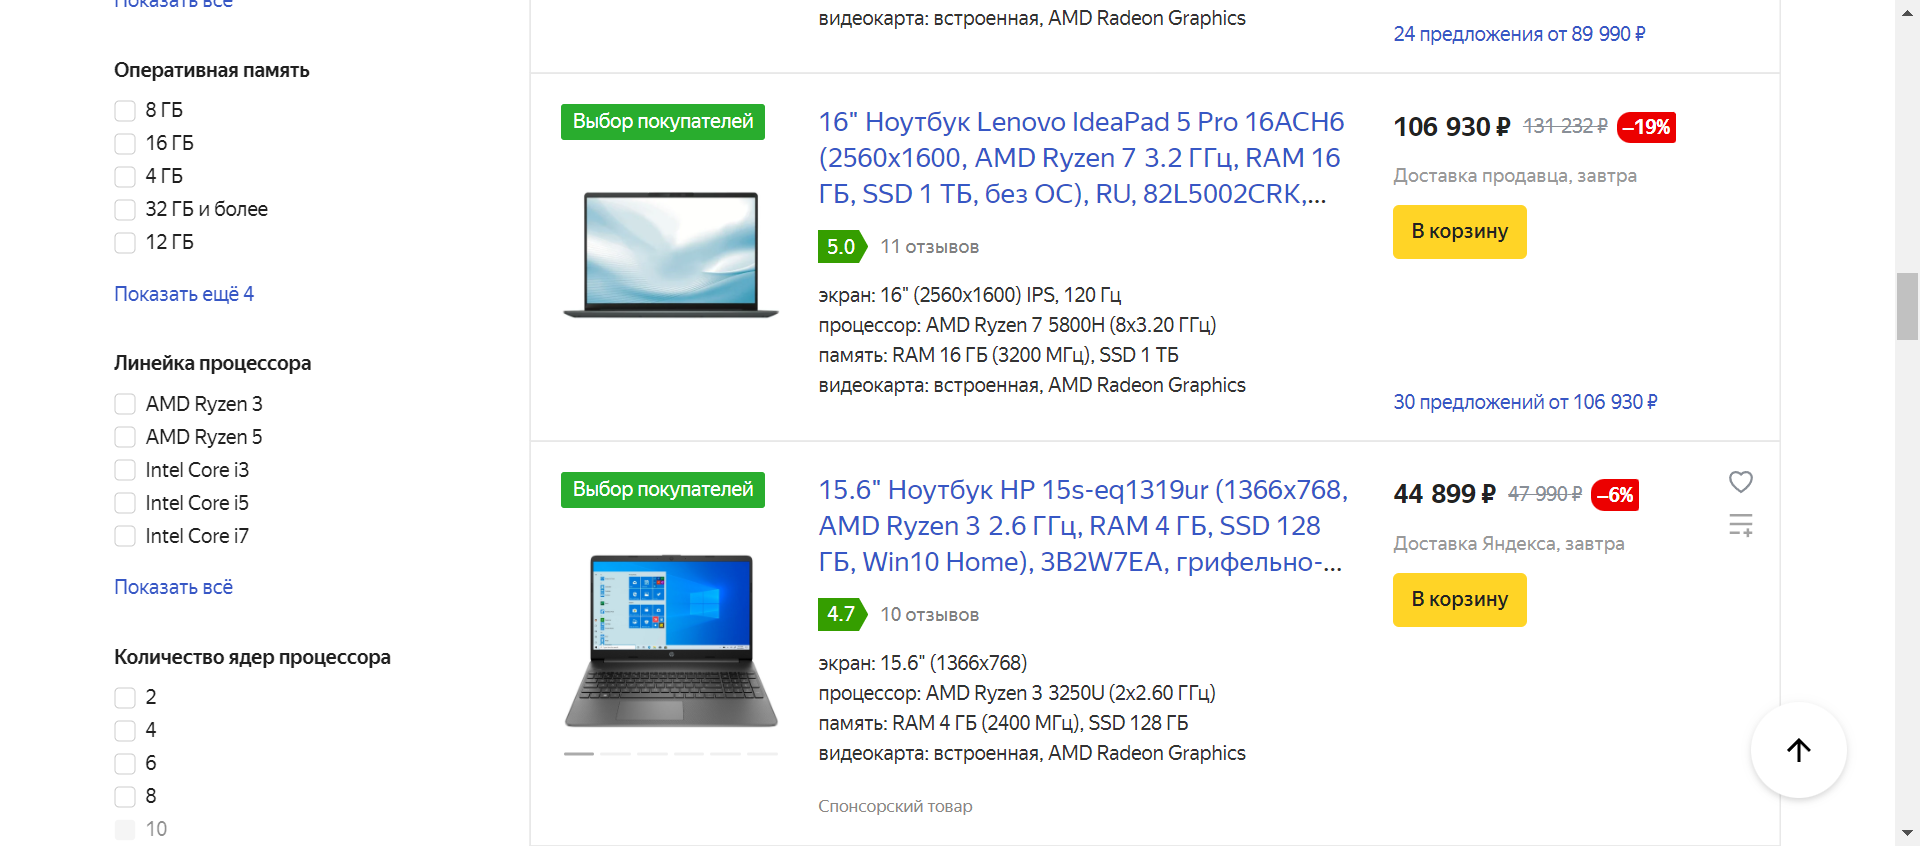 Показать всё
Оперативная память
8 ГБ
16 ГБ
4 ГБ
32 ГБ и более
12 ГБ
Показать ещё 4
Линейка процессора
AMD Ryzen 3
AMD Ryzen 5
Intel Core i3
Intel Core i5
Intel Core i7
Показать всё
Количество ядер процессора
2
4
6
8
10
видеокарта: встроенная, AMD Radeon Graphics
24 предложения от 89 990 ₽
Выбор покупателей
16" Ноутбук Lenovo IdeaPad 5 Pro 16ACH6
(2560x1600, AMD Ryzen 7 3.2 ГГц, RAM 16
ГБ, SSD 1 ТБ, без ОС), RU, 82L5002CRK,...
5.0 11 отзывов
экран: 16" (2560x1600) IPS, 120 Гц
процессор: AMD Ryzen 7 5800H (8x3.20 ГГц)
память: RAM 16 ГБ (3200 МГц), SSD 1 ТБ
видеокарта: встроенная, AMD Radeon Graphics
106 930 ₽ 131 232 ₽ –19%
Доставка продавца, завтра
В корзину
30 предложений от 106 930 ₽
Выбор покупателей
15.6" Ноутбук HP 15s-eq1319ur (1366x768,
AMD Ryzen 3 2.6 ГГц, RAM 4 ГБ, SSD 128
ГБ, Win10 Home), 3B2W7EA, грифельно-...
4.7 10 отзывов
экран: 15.6" (1366x768)
процессор: AMD Ryzen 3 3250U (2x2.60 ГГц)
память: RAM 4 ГБ (2400 МГц), SSD 128 ГБ
видеокарта: встроенная, AMD Radeon Graphics
Спонсорский товар
44 899 ₽ 47 990 ₽ –6%
Доставка Яндекса, завтра
В корзину